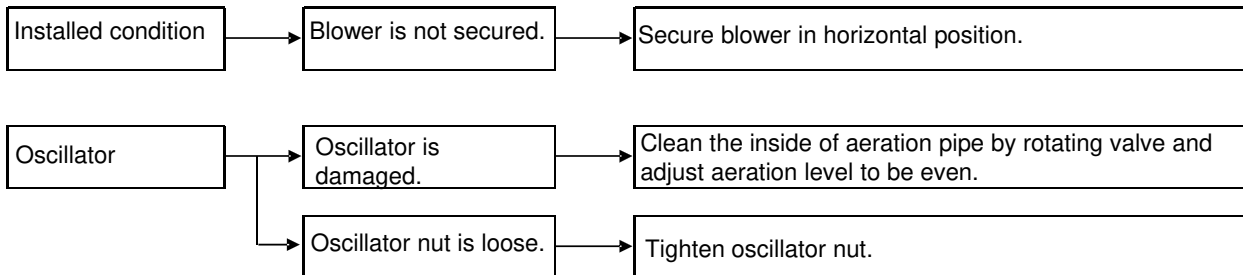 Installed condition
Blower is not secured.
Secure blower in horizontal position.
Oscillator
Oscillator is
damaged.
Clean the inside of aeration pipe by rotating valve and
adjust aeration level to be even.
Oscillator nut is loose.
Tighten oscillator nut.